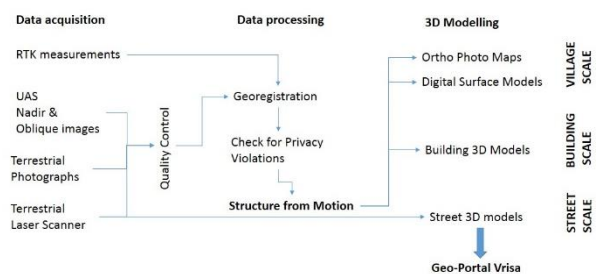 Data acquisition
Data processing
3D Modelling
RTK measurements
UAS
Nadir &
Oblique images
Terrestrial
Photographs
Terrestrial
Laser Scanner
Quality Control
Georegistration
Check for Privacy
Violations
Structure from Motion
Ortho Photo Maps
Digital Surface Models
Building 3D Models
Street 3D models
Geo-Portal Vrisa
VILLAGE
SCALE
BUILDING
SCALE
STREET
SCALE